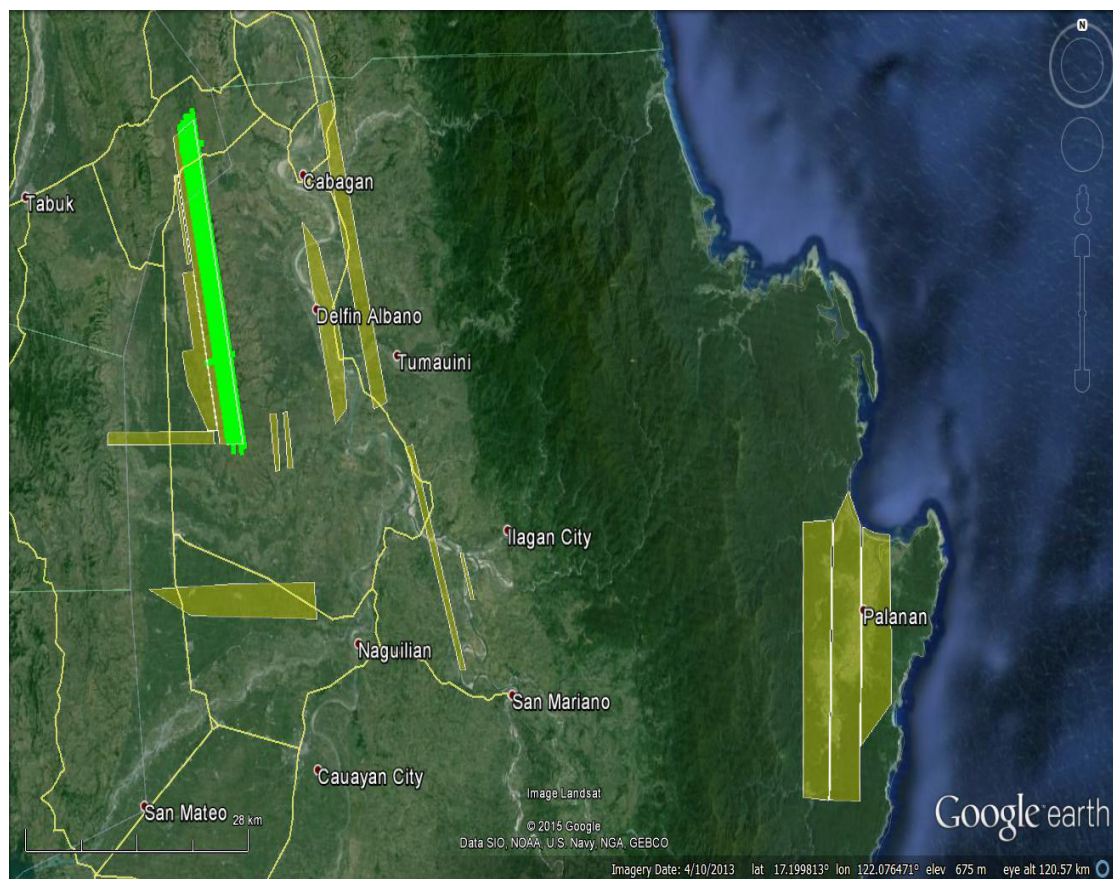 N
Cabagan
Tabuk
Delfin Albano
Tumauini
Ilagan City
Palanan
Naguilian
San Mariano
Cauayan City
San Mateo
28 km
Image Landsat
© 2015 Google
Data SIO, NOAA, U.S. Navy, NGA, GEBCO
Google earth
Imagery Date: 4/10/2013 lat 17.199813° lon 122.076471° elev 675 m eye alt 120.57 km